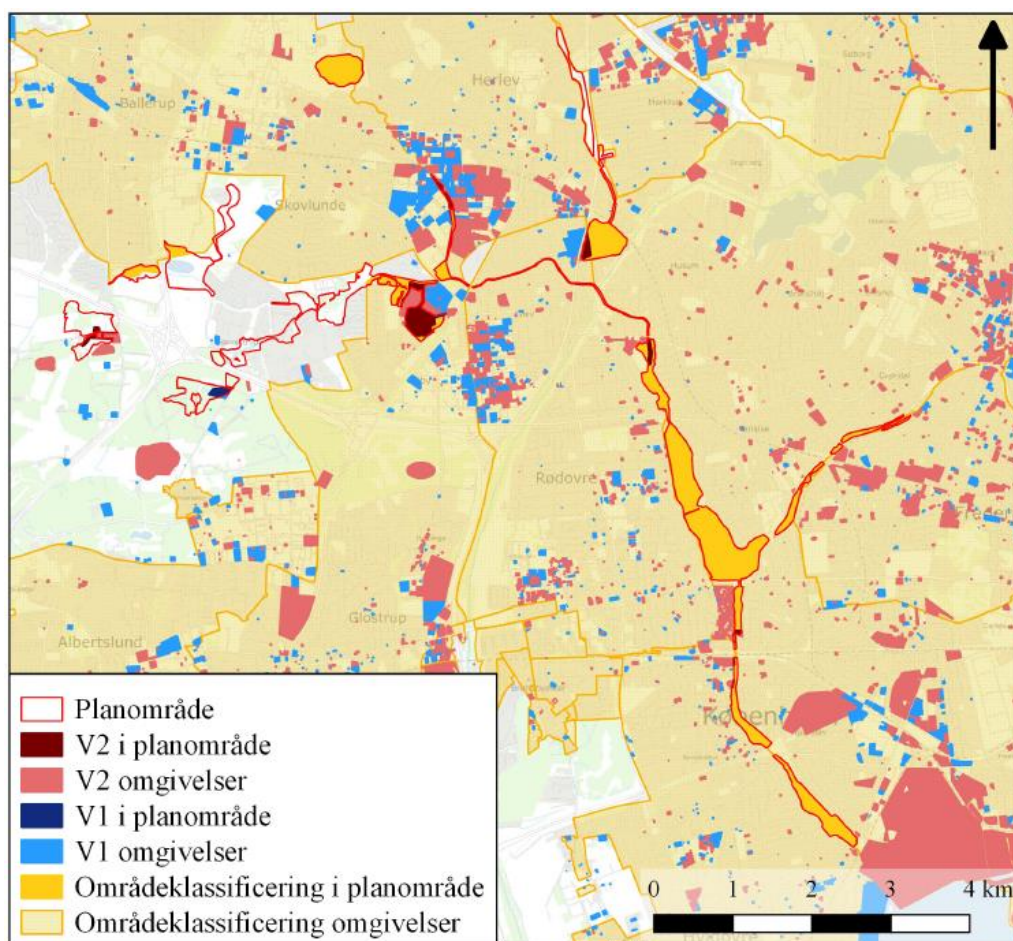 Herlev
Ballerup
Skovlunde
Husum
Rødovre
Glostrup
Albertslund
Planområde
V2 i planområde
V2 omgivelser
V1 i planområde
V1 omgivelser
Områdeklassificering i planområde
Områdeklassificering omgivelser
0 1 2 3 4 km